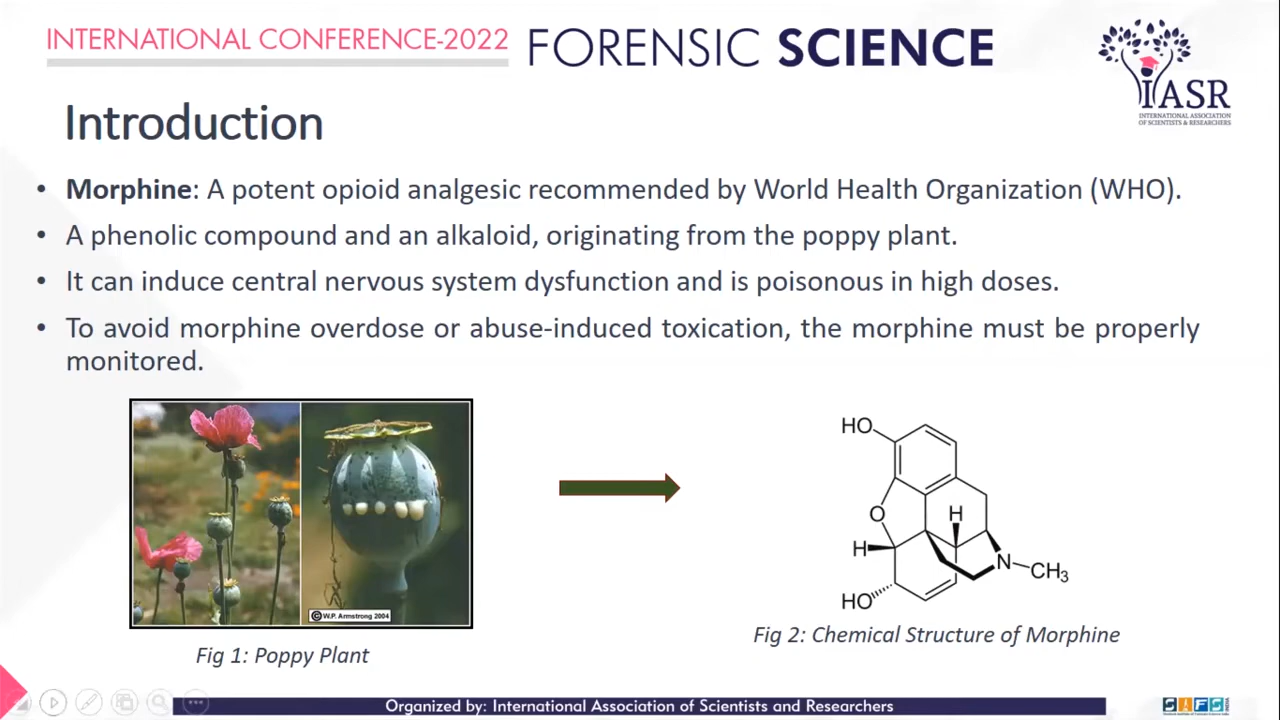 INTERNATIONAL CONFERENCE-2022 FORENSIC SCIENCE
IASR
INTERNATIONAL ASSOCIATION
OF SCIENTISTS & RESEARCHERS
Introduction
• Morphine: A potent opioid analgesic recommended by World Health Organization (WHO).
• A phenolic compound and an alkaloid, originating from the poppy plant.
• It can induce central nervous system dysfunction and is poisonous in high doses.
• To avoid morphine overdose or abuse-induced toxication, the morphine must be properly
monitored.
©W.P. Armstrong 2004
HO
O
H
H
N
CH3
HO
Fig 1: Poppy Plant
Fig 2: Chemical Structure of Morphine
Organized by: International Association of Scientists and Researchers
SIFS
INDIA